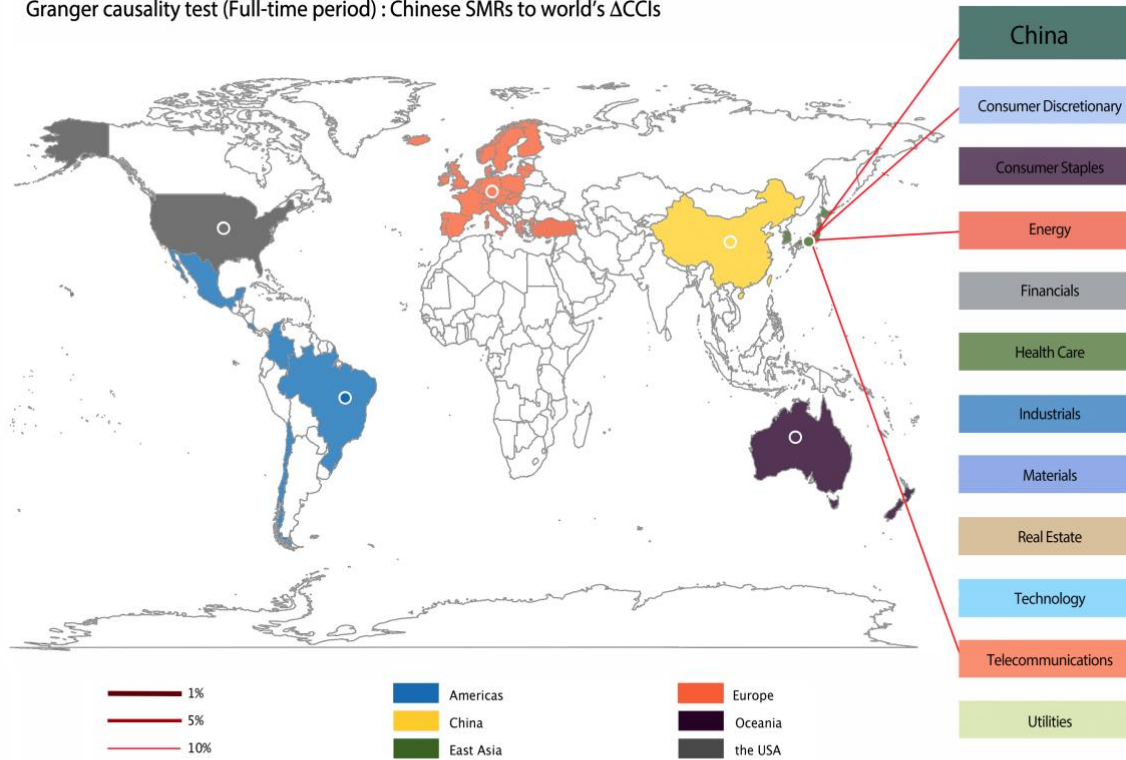 Granger causality test (Full-time period) : Chinese SMRs to world's ΔCCIs
China
Consumer Discretionary
Consumer Staples
Energy
Financials
Health Care
Industrials
Materials
Real Estate
Technology
Telecommunications
Utilities
1%
5%
10%
Americas
China
East Asia
Europe
Oceania
the USA